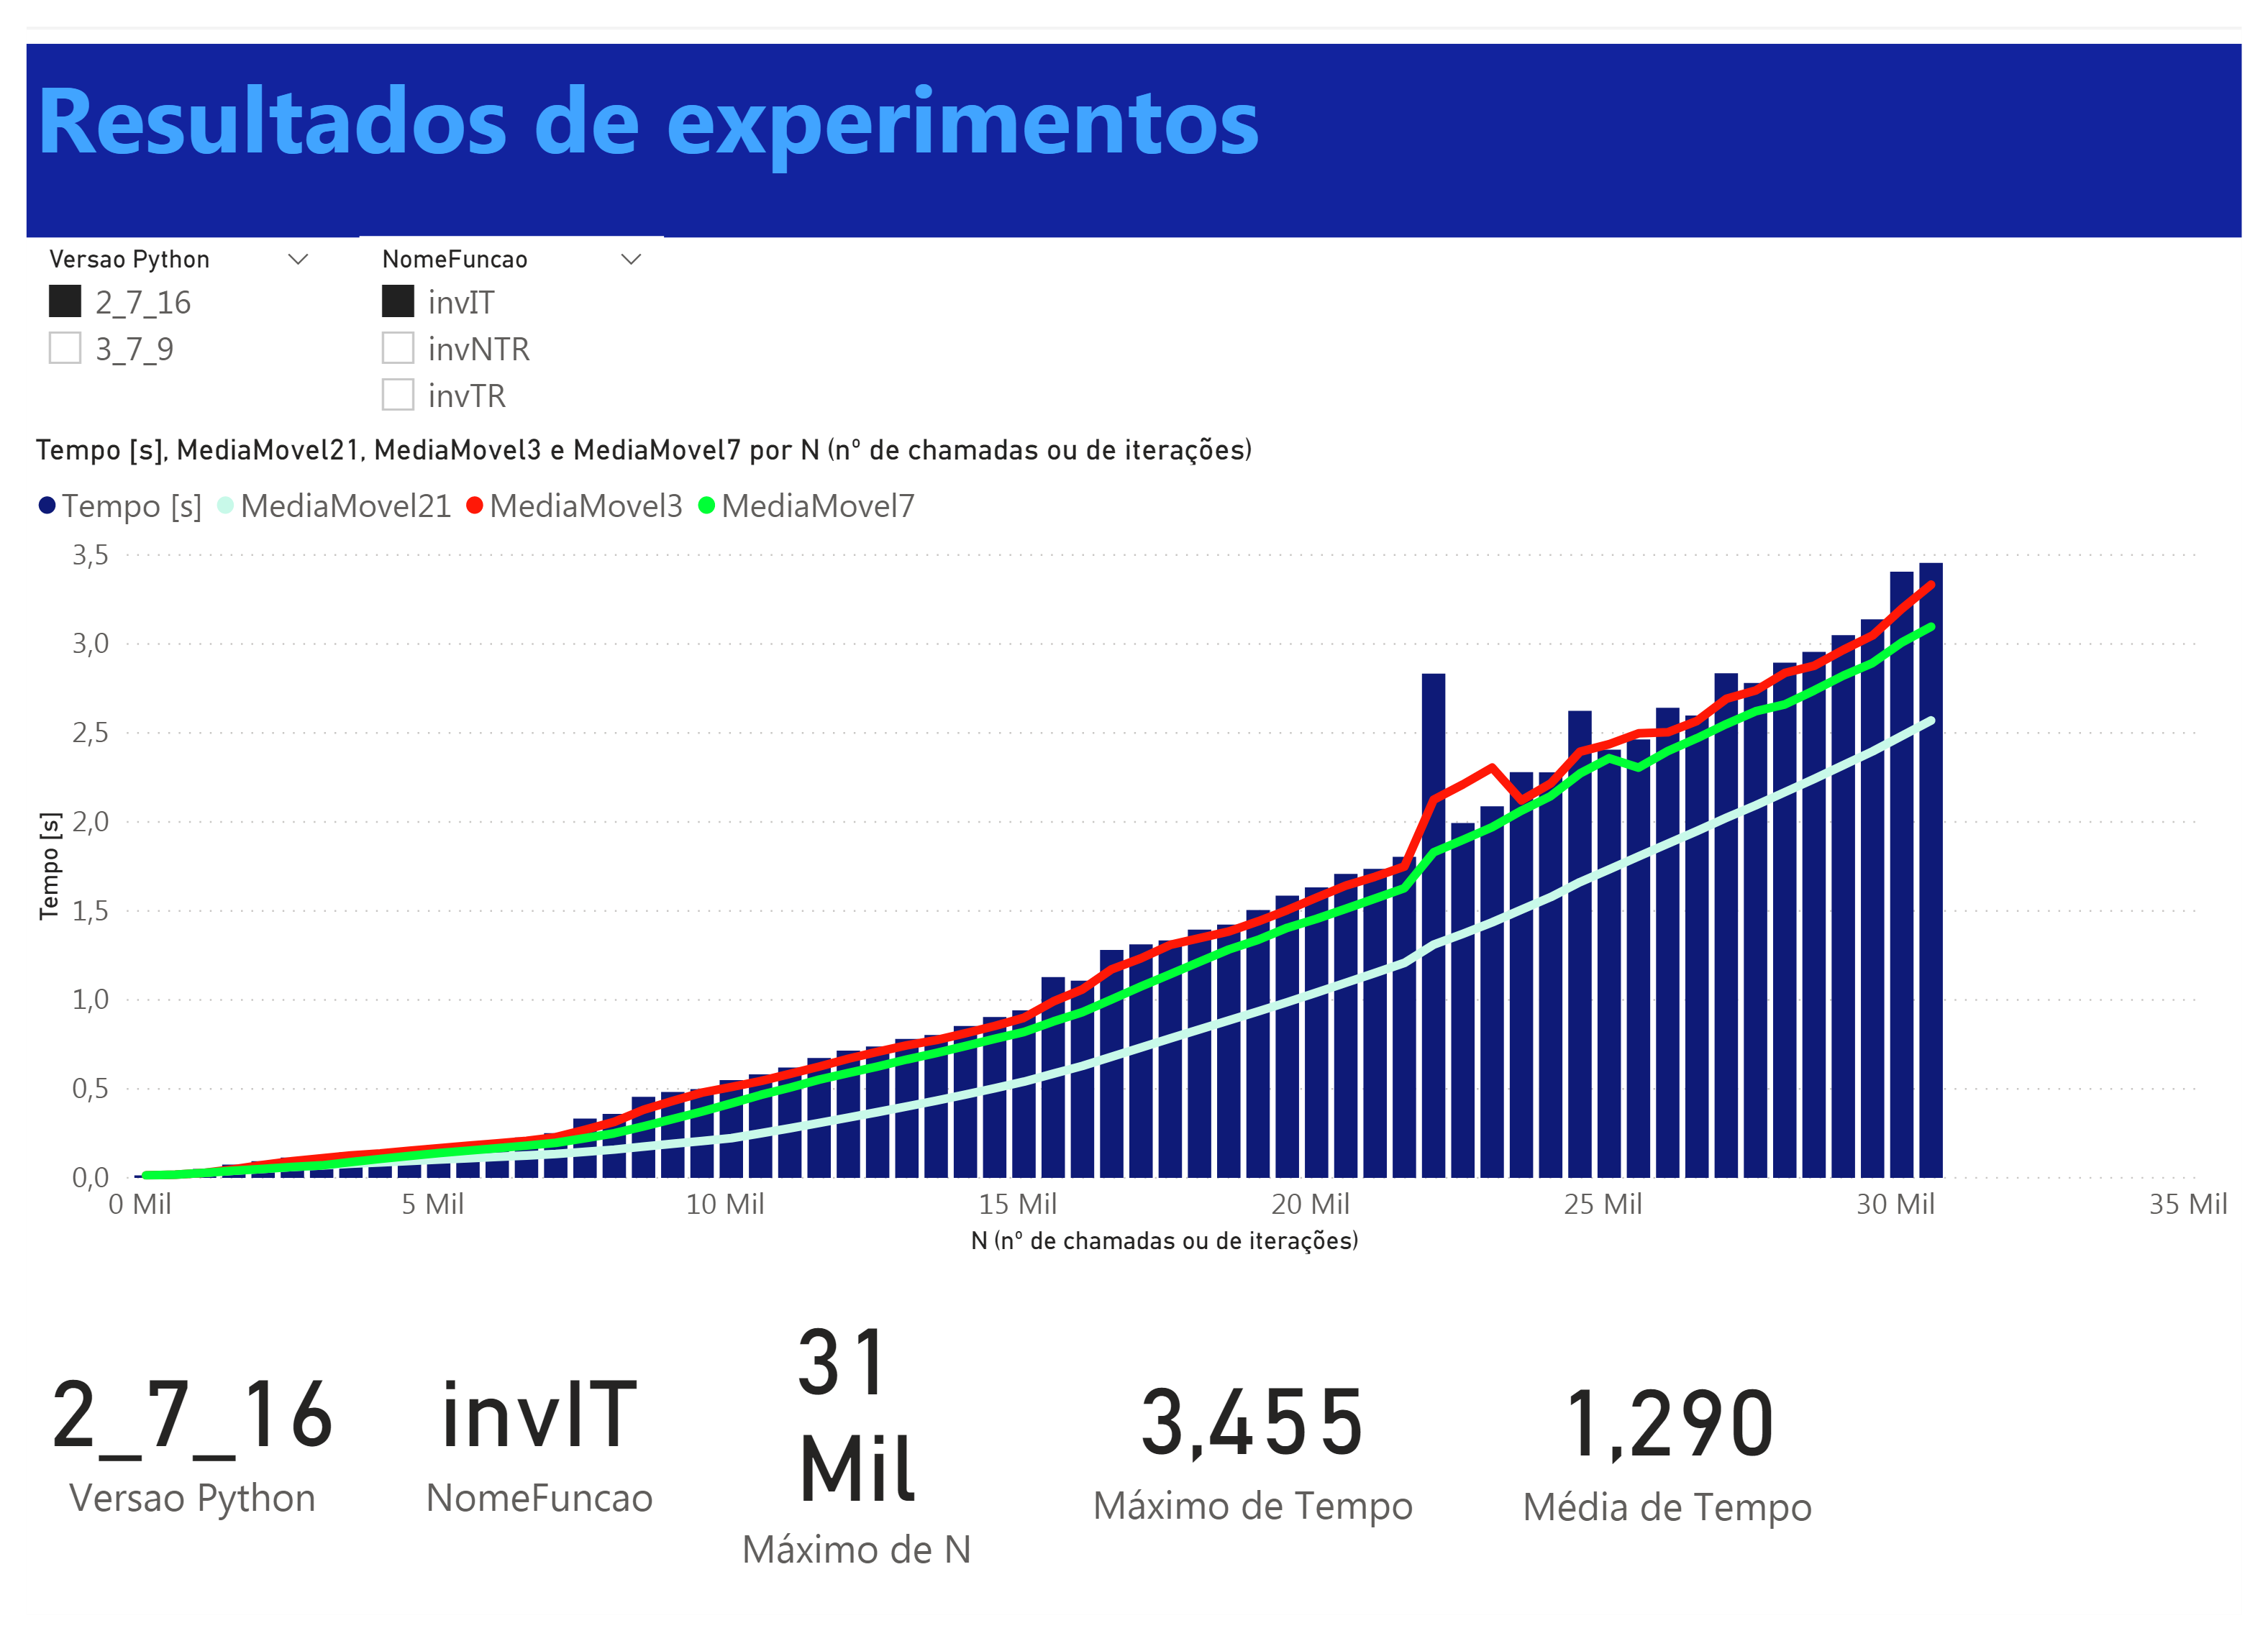 Resultados de experimentos
Versao Python
2_7_16
3_7_9
NomeFuncao
invIT
invNTR
invTR
Tempo [s], MediaMovel21, MediaMovel3 e MediaMovel7 por N (nº de chamadas ou de iterações)
Tempo [s] MediaMovel21 MediaMovel3 MediaMovel7
Tempo [s]
3,5
3,0
2,5
2,0
1,5
1,0
0,5
0,0
0 Mil 5 Mil 10 Mil 15 Mil 20 Mil 25 Mil 30 Mil 35 Mil
N (nº de chamadas ou de iterações)
2_7_16
Versao Python
invIT
NomeFuncao
31
Mil
Máximo de N
3,455
Máximo de Tempo
1,290
Média de Tempo